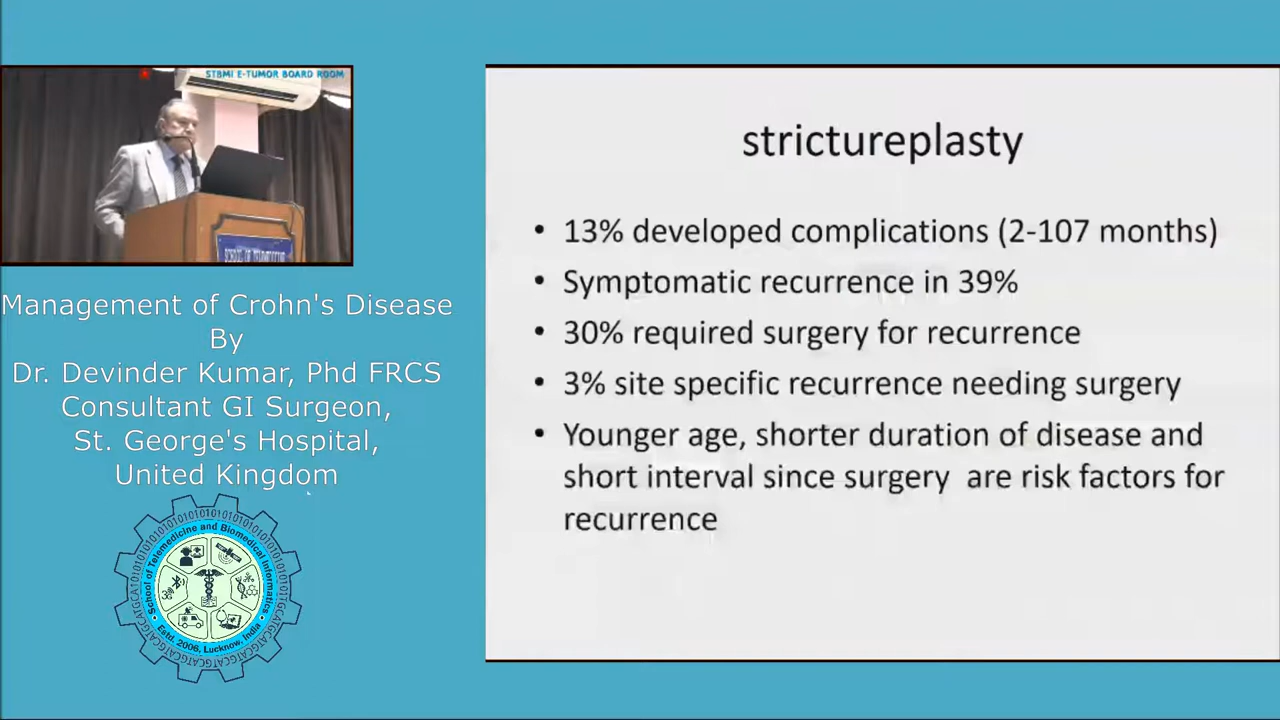 STBMI E-TUMOR BOARD ROOM
Management of Crohn's Disease
By
Dr. Devinder Kumar, Phd FRCS
Consultant GI Surgeon,
St. George's Hospital,
United Kingdom
School of Telemedicine and Biomedical Informatics
Estd. 2006, Lucknow, India
strictureplasty
• 13% developed complications (2-107 months)
• Symptomatic recurrence in 39%
• 30% required surgery for recurrence
• 3% site specific recurrence needing surgery
• Younger age, shorter duration of disease and
short interval since surgery are risk factors for
recurrence